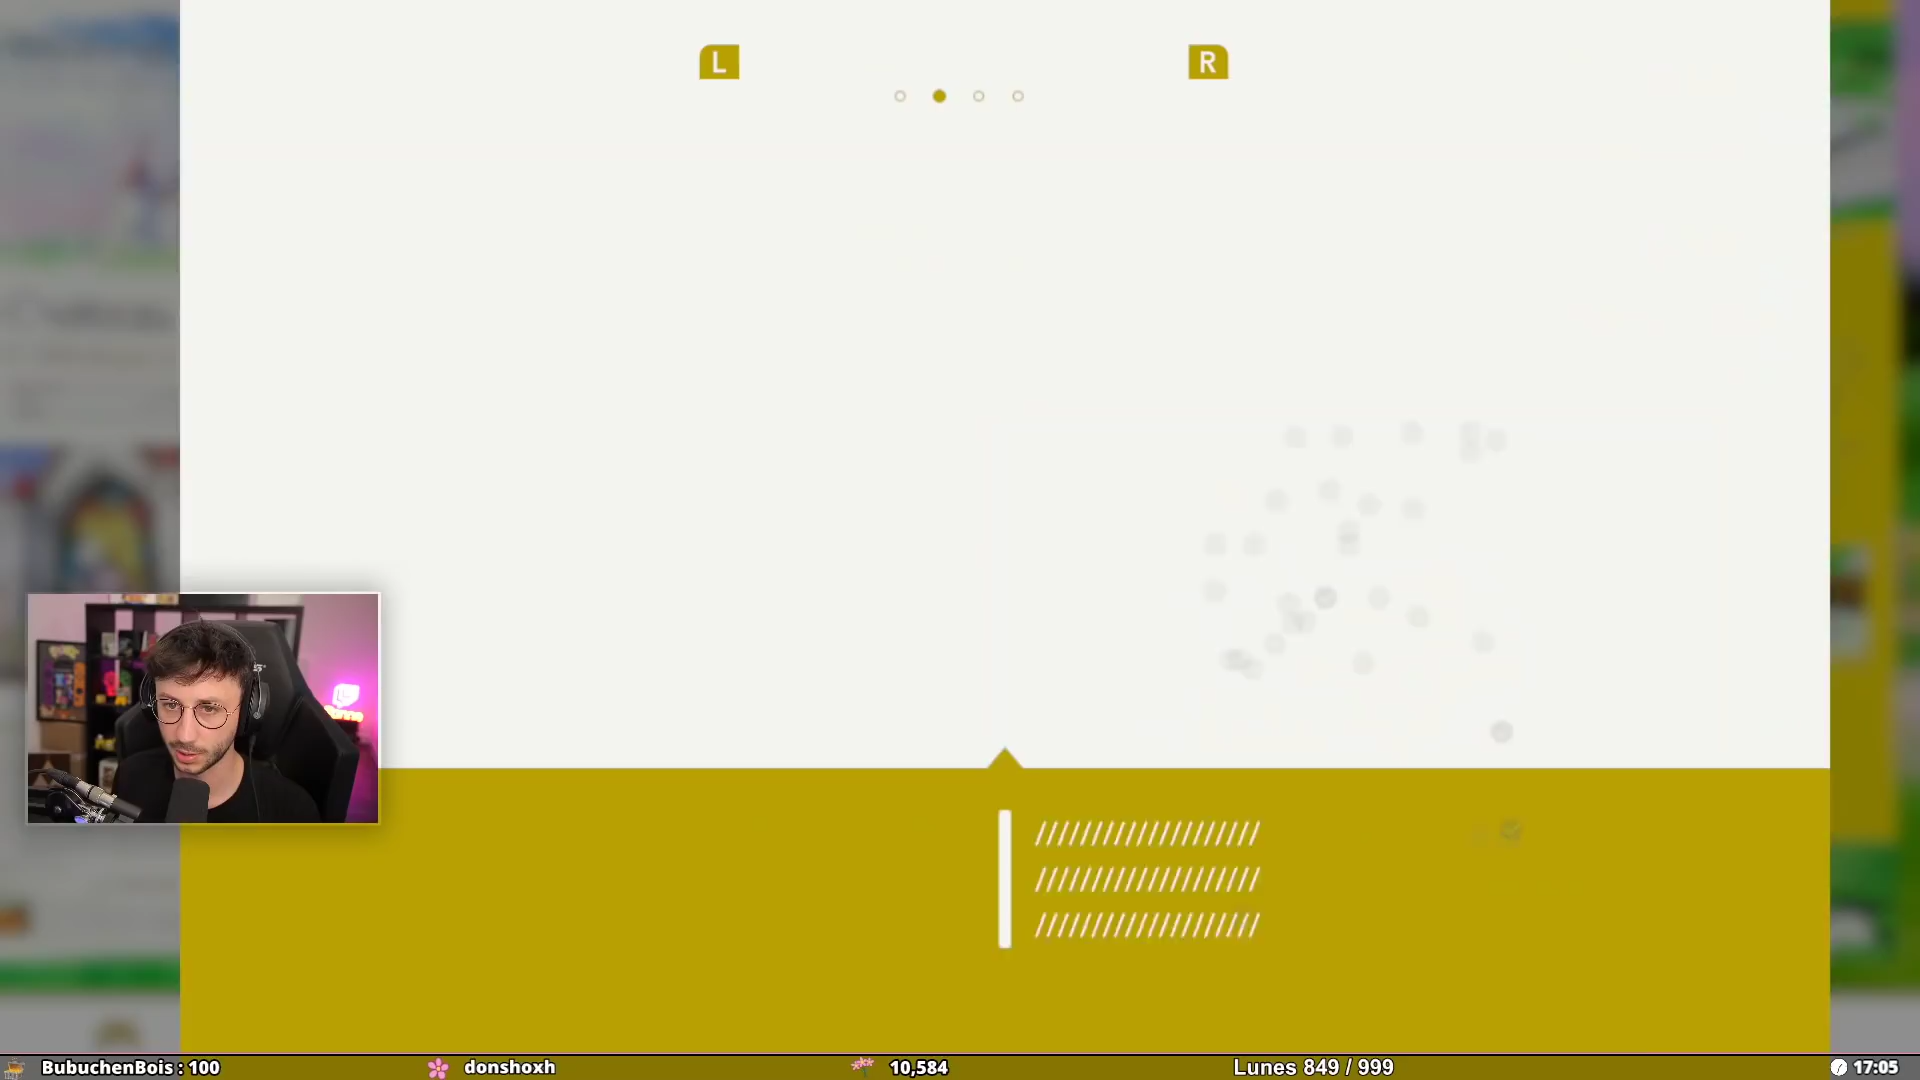 L
R
BubuchenBois : 100
donshoxh
10,584
Lunes 849 / 999
17:05